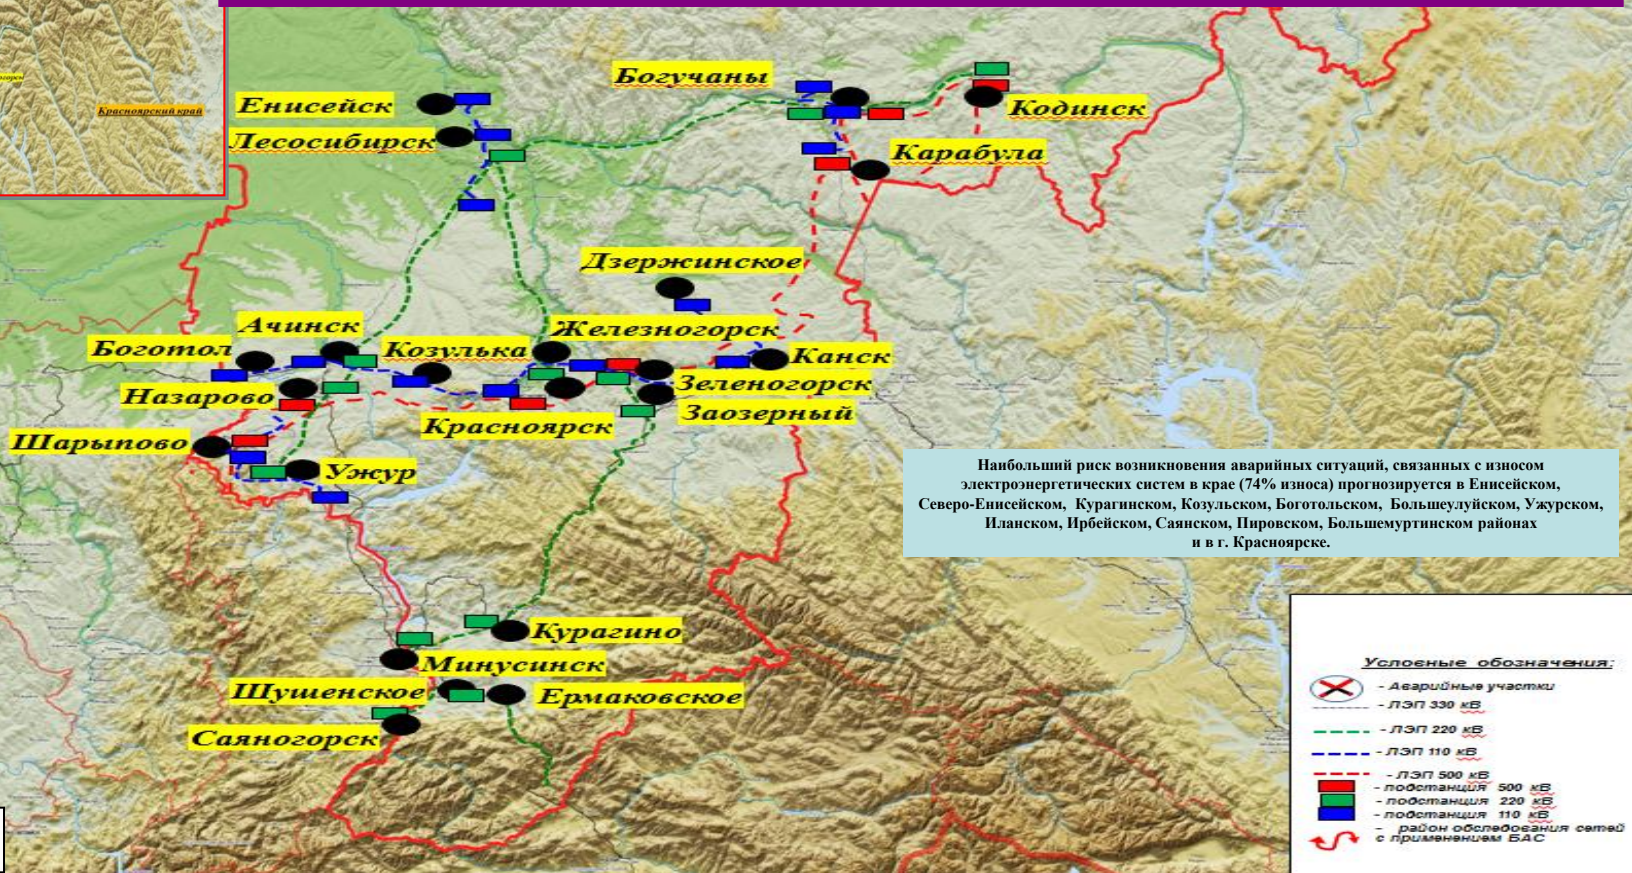 Красноярский край
Богучаны
Енисейск
Кодинск
Лесосибирск
Карабула
Дзержинское
Ачинск
Железногорск
Боготол
Козулька
Канск
Назарово
Зеленогорск
Красноярск
Заозерный
Шарыпово
Ужур
Наибольший риск возникновения аварийных ситуаций, связанных с износом
электроэнергетических систем в крае (74% износа) прогнозируется в Енисейском,
Северо-Енисейском, Курагинском, Козульском, Боготольском, Большеулуйском, Ужурском,
Иланском, Ирбейском, Саянском, Пировском, Большемуртинском районах
и в г. Красноярске.
Курагино
Минусинск
Шушенское
Ермаковское
Саяногорск
Условные обозначения:
- Аварийные участки
- ЛЭП 330 кВ
- ЛЭП 220 кВ
- ЛЭП 110 кВ
- ЛЭП 500 кВ
- подстанция 500 кВ
- подстанция 220 кВ
- подстанция 110 кВ
- район обследования сетей
с применением БАС